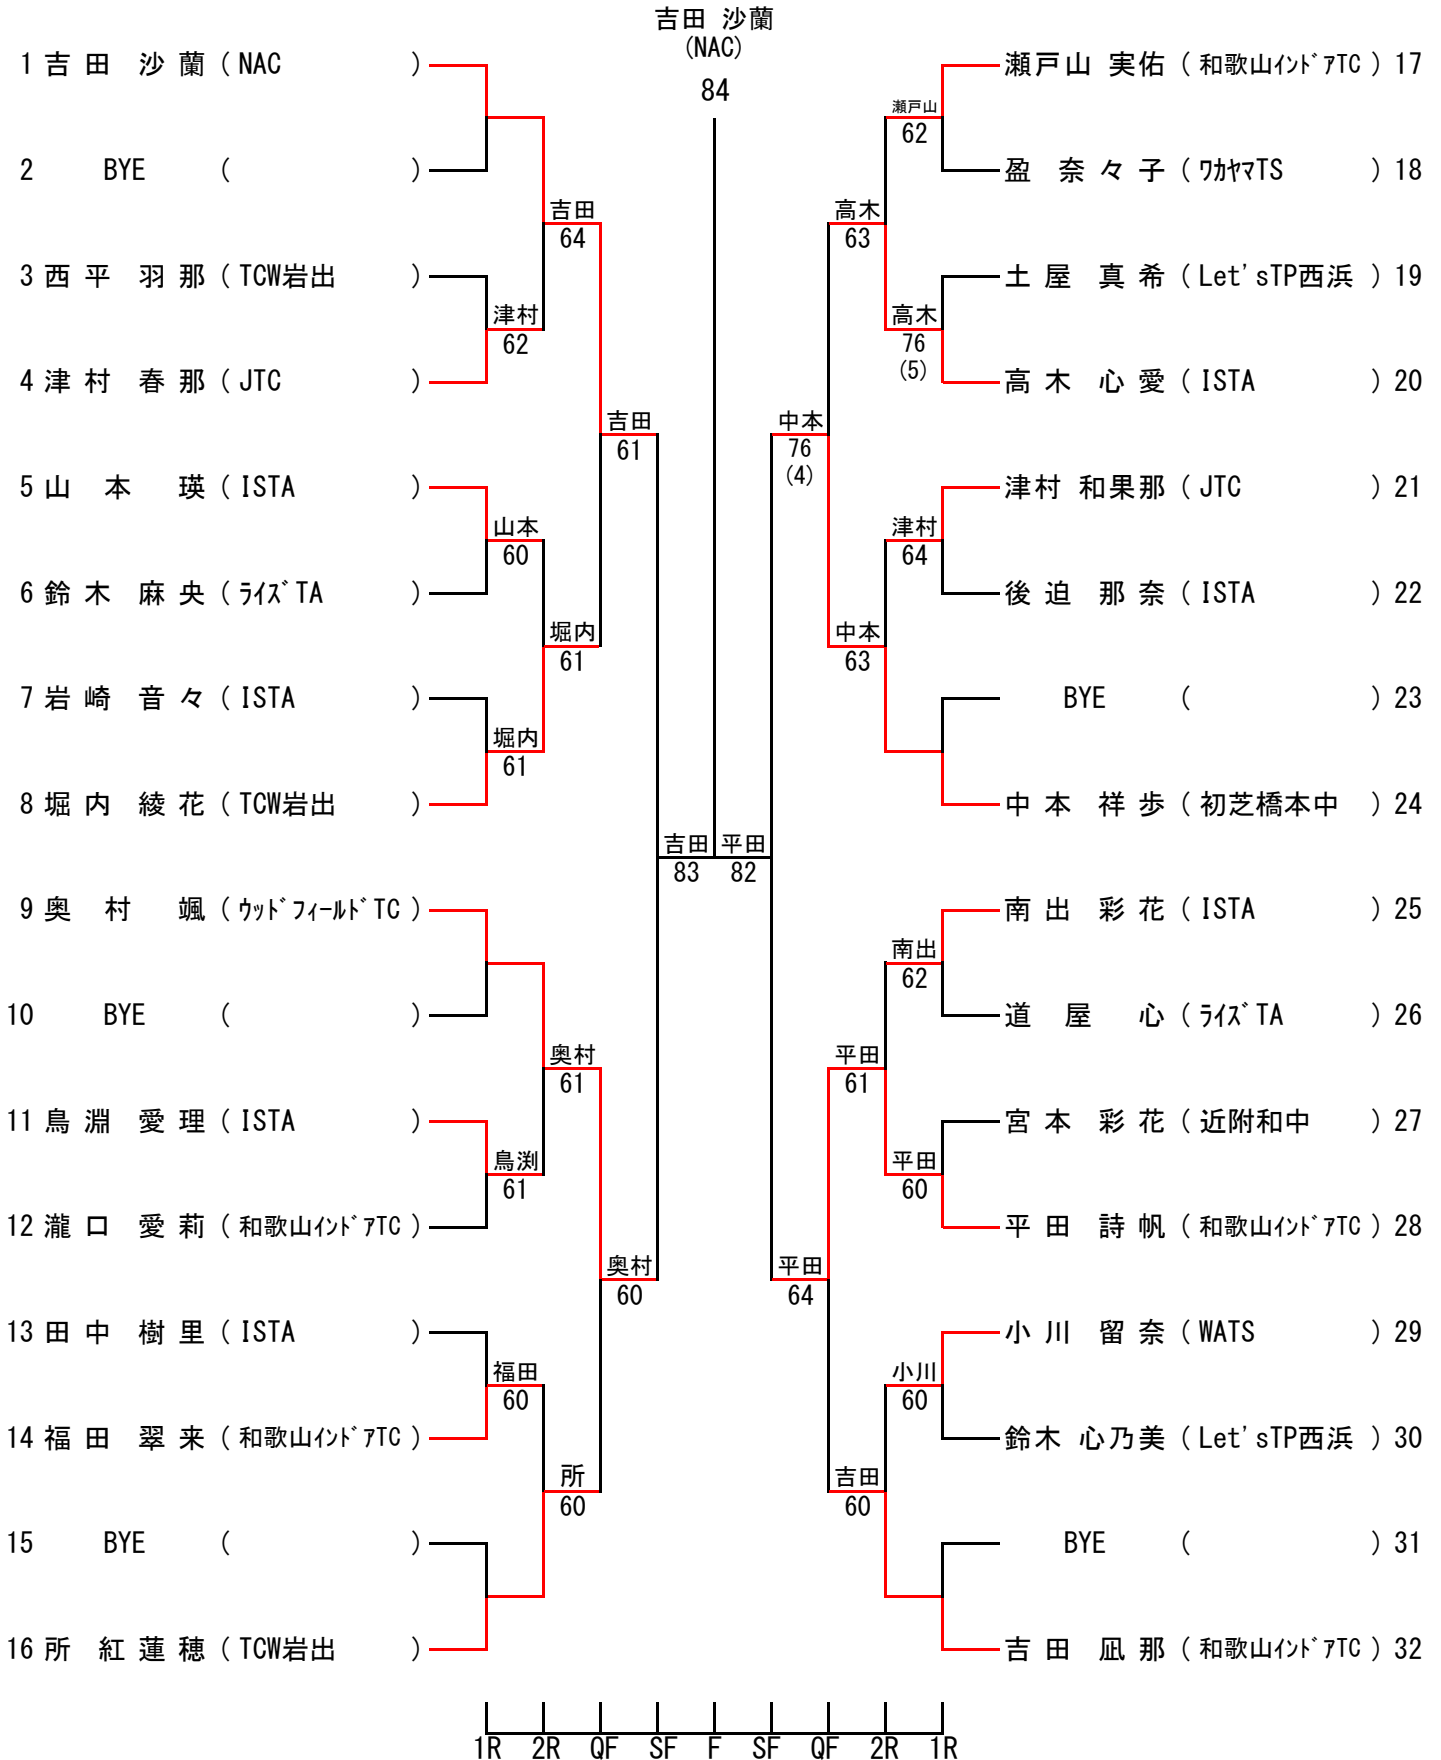 吉田 沙蘭
(NAC)
84
1 吉田 沙蘭 ( NAC )
2 BYE ( )
吉田
64
3 西平 羽那 ( TCW岩出 )
津村
62
4 津村 春那 ( JTC )
吉田
61
5 山本 瑛 ( ISTA )
山本
60
6 鈴木 麻央 ( ﾗｲｽﾞTA )
堀内
61
7 岩崎 音々 ( ISTA )
堀内
61
8 堀内 綾花 ( TCW岩出 )
吉田
83
9 奥村 颯 ( ｳｯﾄﾞﾌｨｰﾙﾄﾞTC )
10 BYE ( )
奥村
61
11 鳥淵 愛理 ( ISTA )
鳥渕
61
12 瀧口 愛莉 ( 和歌山ｲﾝﾄﾞｱTC )
奥村
60
13 田中 樹里 ( ISTA )
福田
60
14 福田 翠来 ( 和歌山ｲﾝﾄﾞｱTC )
所
60
15 BYE ( )
16 所 紅蓮穂 ( TCW岩出 )
瀬戸山 実佑 ( 和歌山ｲﾝﾄﾞｱTC ) 17
瀬戸山
62
盈 奈々子 ( ﾜｶﾔﾏTS ) 18
高木
63
土屋 真希 ( Let'sTP西浜 ) 19
高木
76
(5)
高木 心愛 ( ISTA ) 20
中本
76
(4)
津村 和果那 ( JTC ) 21
津村
64
後迫 那奈 ( ISTA ) 22
中本
63
BYE ( ) 23
中本 祥歩 ( 初芝橋本中 ) 24
平田
82
南出 彩花 ( ISTA ) 25
南出
62
道屋 心 ( ﾗｲｽﾞTA ) 26
平田
61
宮本 彩花 ( 近附和中 ) 27
平田
60
平田 詩帆 ( 和歌山ｲﾝﾄﾞｱTC ) 28
平田
64
小川 留奈 ( WATS ) 29
小川
60
鈴木 心乃美 ( Let'sTP西浜 ) 30
吉田
60
BYE ( ) 31
吉田 凪那 ( 和歌山ｲﾝﾄﾞｱTC ) 32
1R 2R QF SF F SF QF 2R 1R